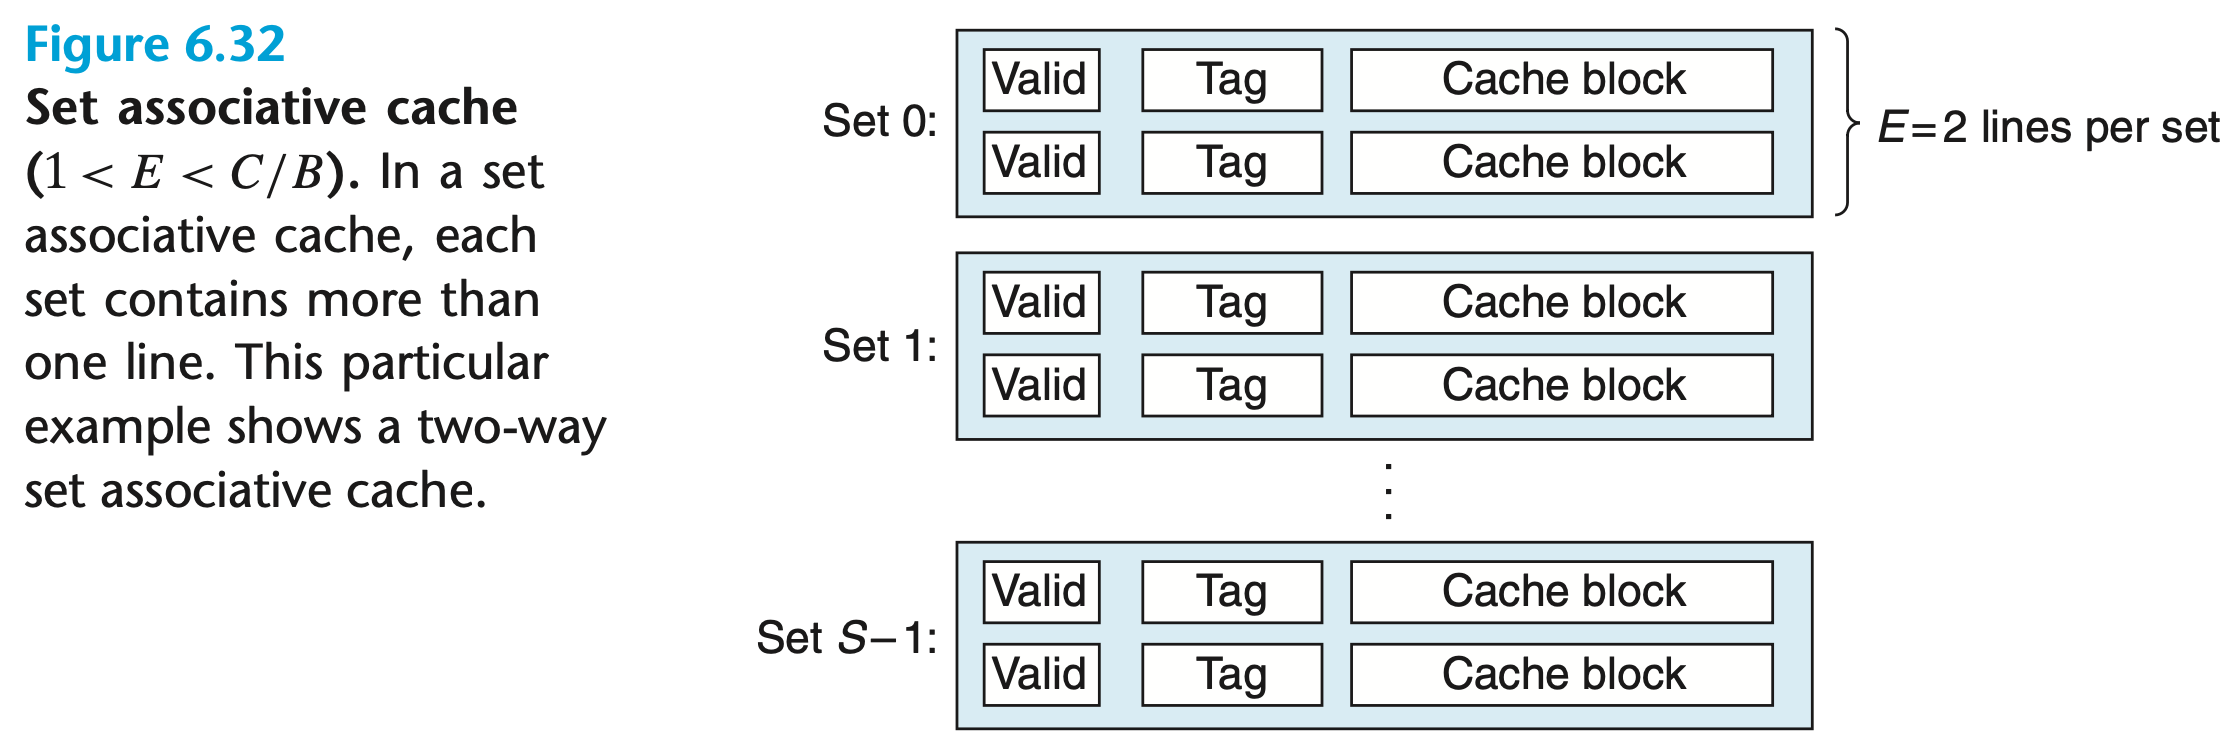 Figure 6.32
Set associative cache
(1 < E < C/B). In a set
associative cache, each
set contains more than
one line. This particular
example shows a two-way
set associative cache.
Set 0:
Valid Tag Cache block
Valid Tag Cache block
E=2 lines per set
Set 1:
Valid Tag Cache block
Valid Tag Cache block
⋮
Set S−1:
Valid Tag Cache block
Valid Tag Cache block